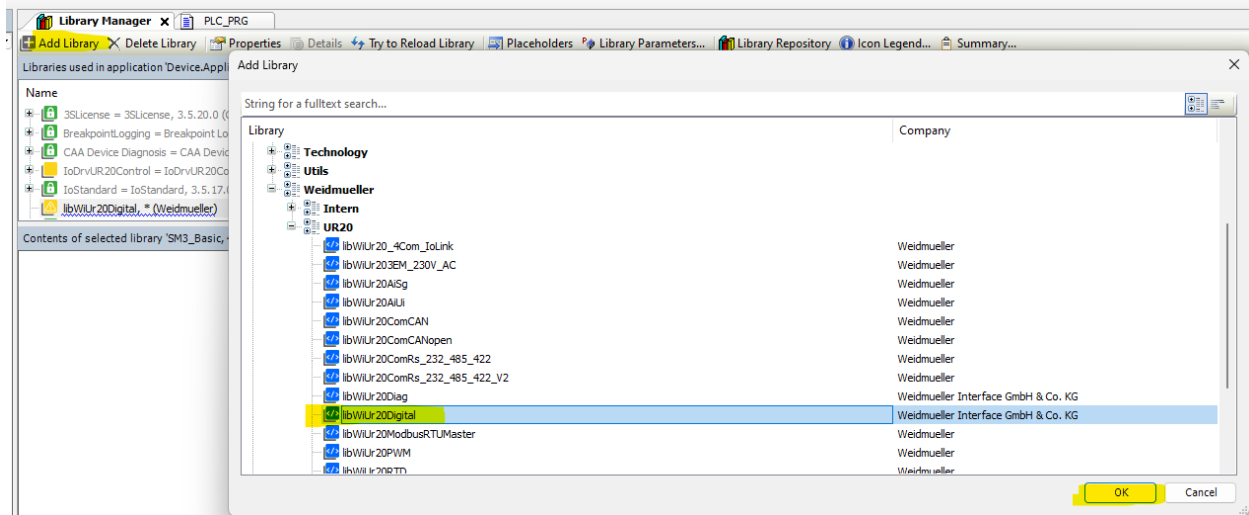 Library Manager PLC_PRG
Add Library Delete Library Properties Details Try to Reload Library Placeholders Library Parameters... Library Repository Icon Legend... Summary...
Libraries used in application 'Device.Appli
Add Library
Name
String for a fulltext search...
3SLicense = 3SLicense, 3.5.20.0 (
BreakpointLogging = Breakpoint Lo
CAA Device Diagnosis = CAA Devic
IoDrvUR20Control = IoDrvUR20Co
IoStandard = IoStandard, 3.5.17.
libWiUr20Digital, * (Weidmueller)
Contents of selected library 'SM3_Basic,
Library Company
Technology
Utils
Weidmueller
Intern
UR20
libWiUr20_4Com_IoLink Weidmueller
libWiUr203EM_230V_AC Weidmueller
libWiUr20AiSg Weidmueller
libWiUr20AiUi Weidmueller
libWiUr20ComCAN Weidmueller
libWiUr20ComCANopen Weidmueller
libWiUr20ComRs_232_485_422 Weidmueller
libWiUr20ComRs_232_485_422_V2 Weidmueller
libWiUr20Diag Weidmueller Interface GmbH & Co. KG
libWiUr20Digital Weidmueller Interface GmbH & Co. KG
libWiUr20ModbusRTUMaster Weidmueller
libWiUr20PWM Weidmueller
libWiUr20RTD Weidmueller
OK Cancel